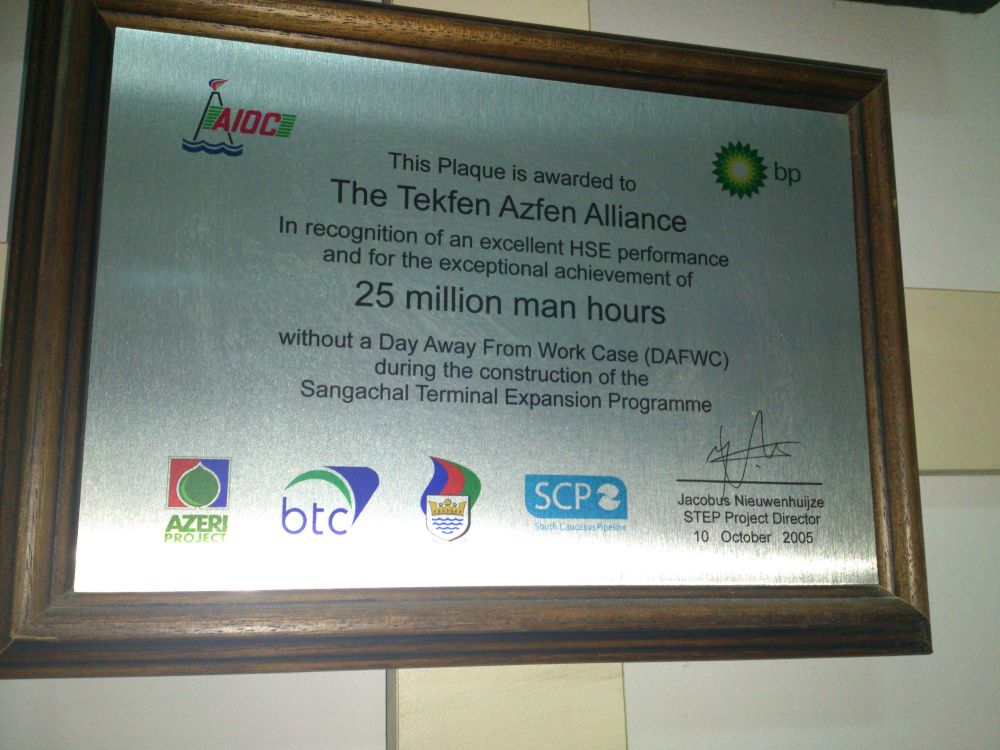 AIOC
bp
This Plaque is awarded to
The Tekfen Azfen Alliance
In recognition of an excellent HSE performance
and for the exceptional achievement of
25 million man hours
without a Day Away From Work Case (DAFWC)
during the construction of the
Sangachal Terminal Expansion Programme
AZERI
PROJECT
btc
SCP
South Caucasus Pipeline
Jacobus Nieuwenhuijze
STEP Project Director
10 October 2005